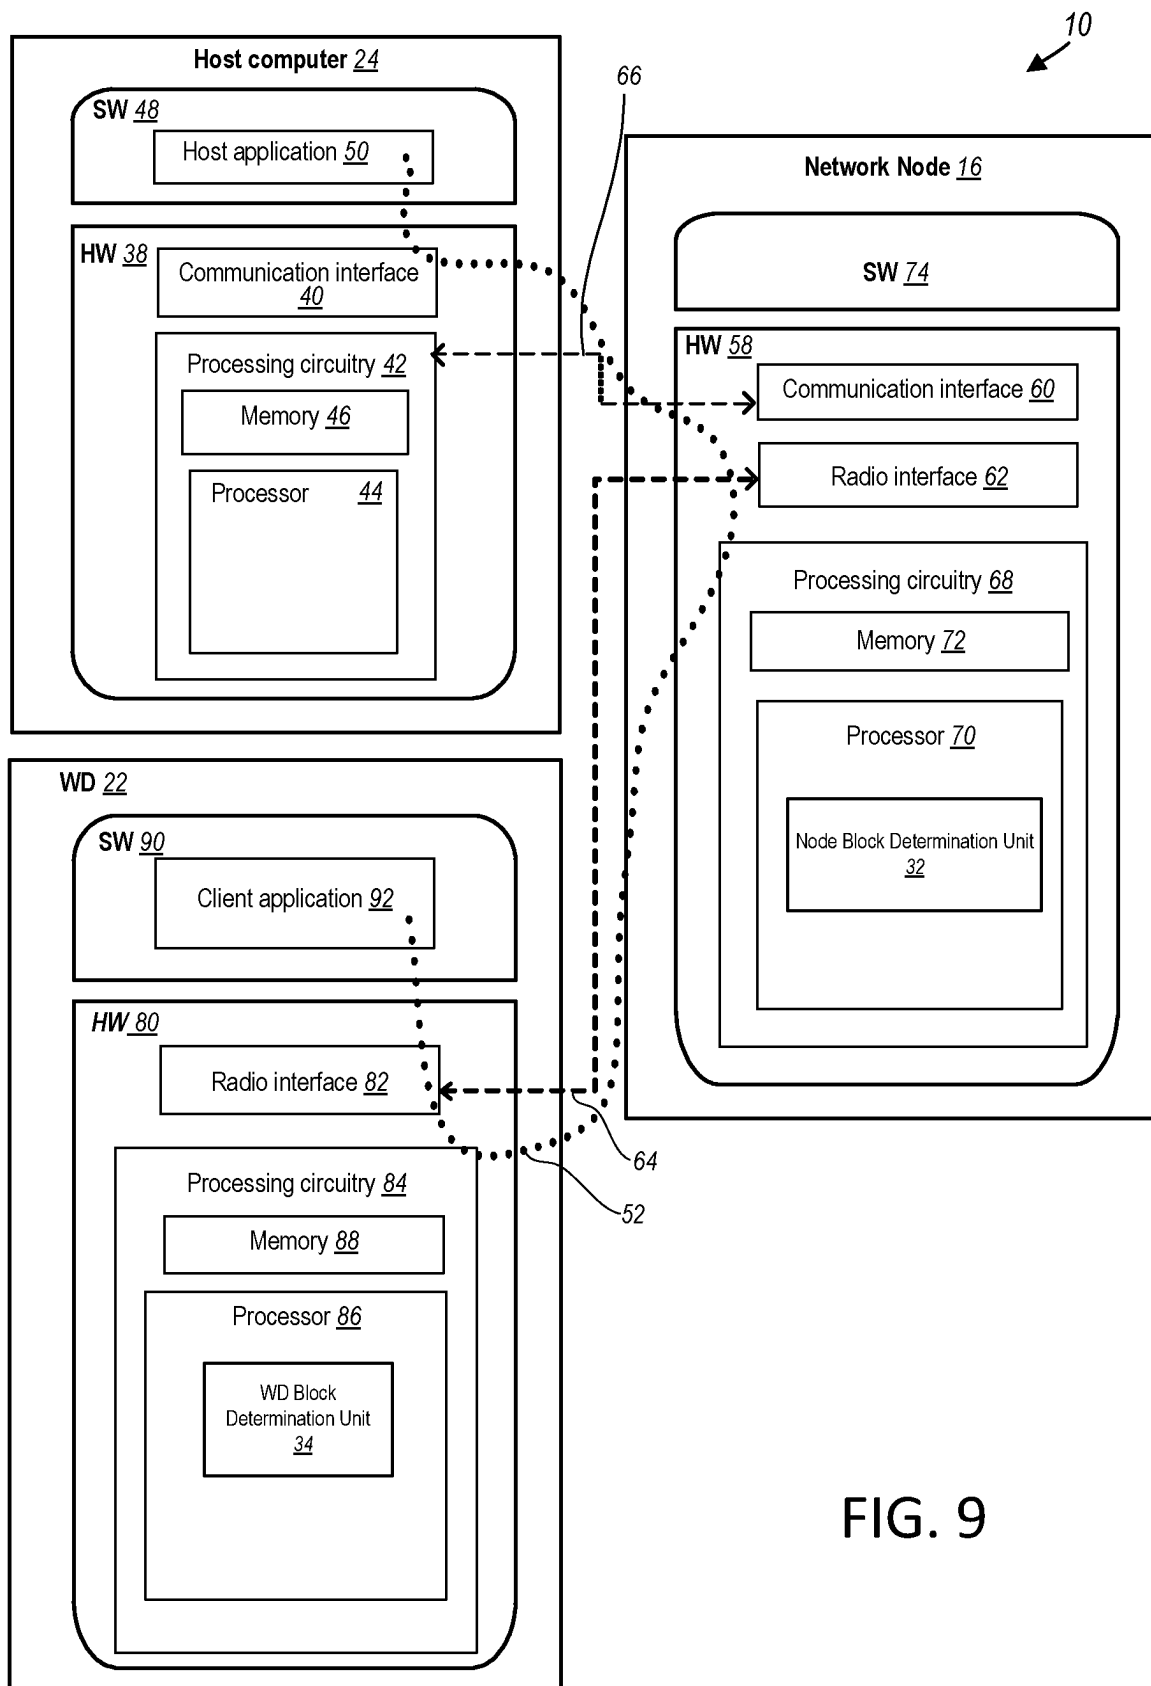 10
Host computer 24
SW 48
Host application 50
HW 38
Communication interface
40
Processing circuitry 42
Memory 46
Processor 44
66
Network Node 16
SW 74
HW 58
Communication interface 60
Radio interface 62
Processing circuitry 68
Memory 72
Processor 70
Node Block Determination Unit
32
WD 22
SW 90
Client application 92
HW 80
Radio interface 82
Processing circuitry 84
Memory 88
Processor 86
WD Block
Determination Unit
34
64
52
FIG. 9